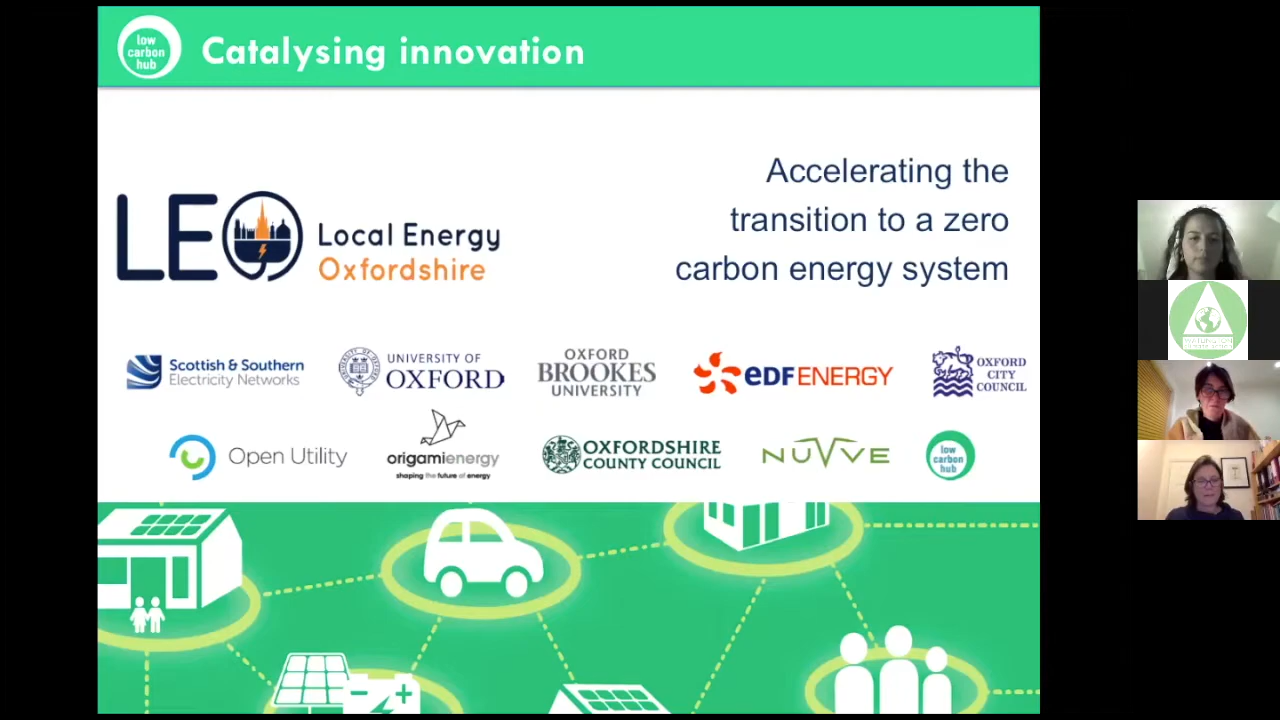 low
carbon
hub
Catalysing innovation
Accelerating the
transition to a zero
carbon energy system
LEO
Local Energy
Oxfordshire
Scottish & Southern
Electricity Networks
UNIVERSITY OF
OXFORD
OXFORD
BROOKES
UNIVERSITY
eDF ENERGY
OXFORD
CITY
COUNCIL
Open Utility
origamienergy
shaping the future of energy
OXFORDSHIRE
COUNTY COUNCIL
NUVVE
low
carbon
hub